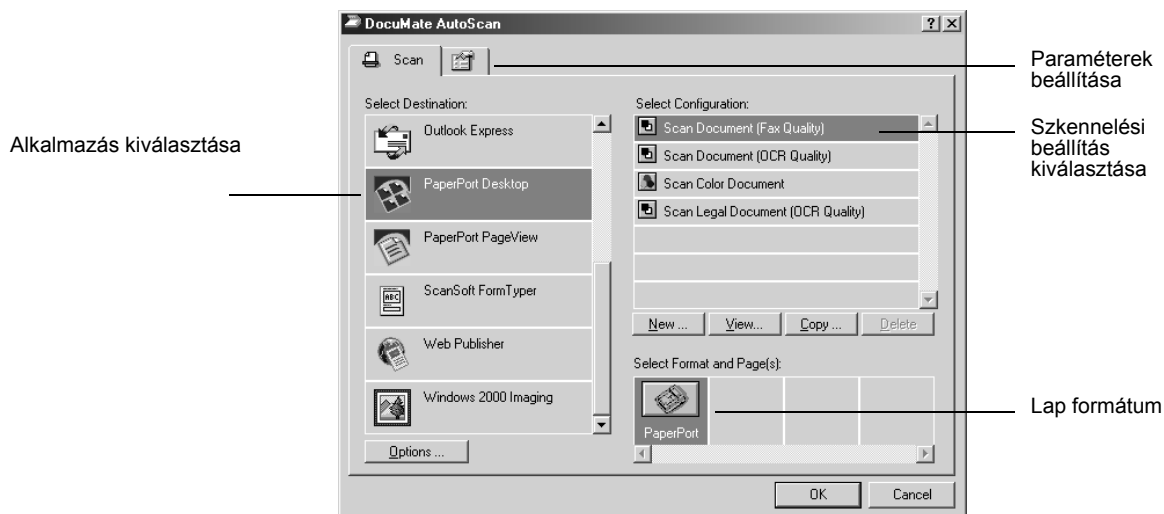 DocuMate AutoScan
Scan
Paraméterek
beállítása
Select Destination:
Select Configuration:
Alkalmazás kiválasztása
Outlook Express
PaperPort Desktop
PaperPort PageView
ScanSoft FormTyper
Web Publisher
Windows 2000 Imaging
Options ...
Scan Document (Fax Quality)
Scan Document (OCR Quality)
Scan Color Document
Scan Legal Document (OCR Quality)
Szkennelési
beállítás
kiválasztása
New ... View... Copy ... Delete
Select Format and Page(s):
PaperPort
Lap formátum
OK Cancel